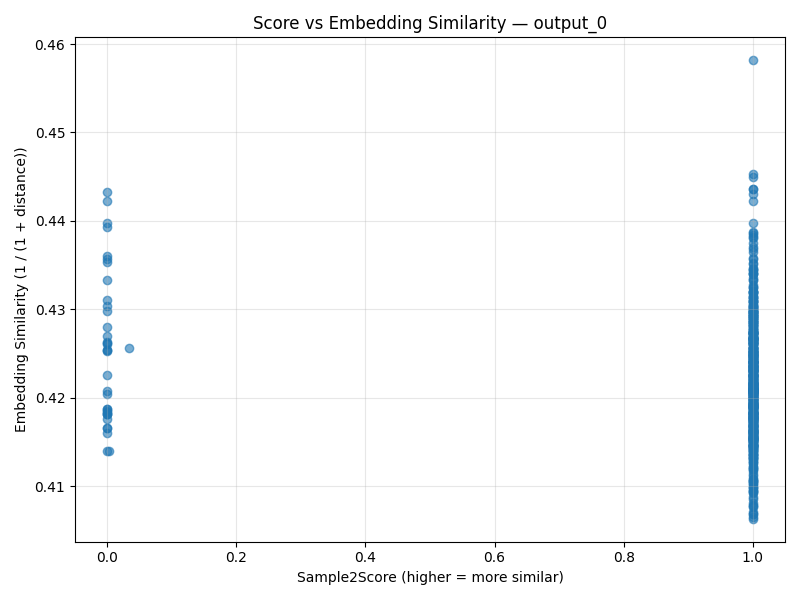 Score vs Embedding Similarity — output_0
Embedding Similarity (1 / (1 + distance))
0.46
0.45
0.44
0.43
0.42
0.41
0.0 0.2 0.4 0.6 0.8 1.0
Sample2Score (higher = more similar)